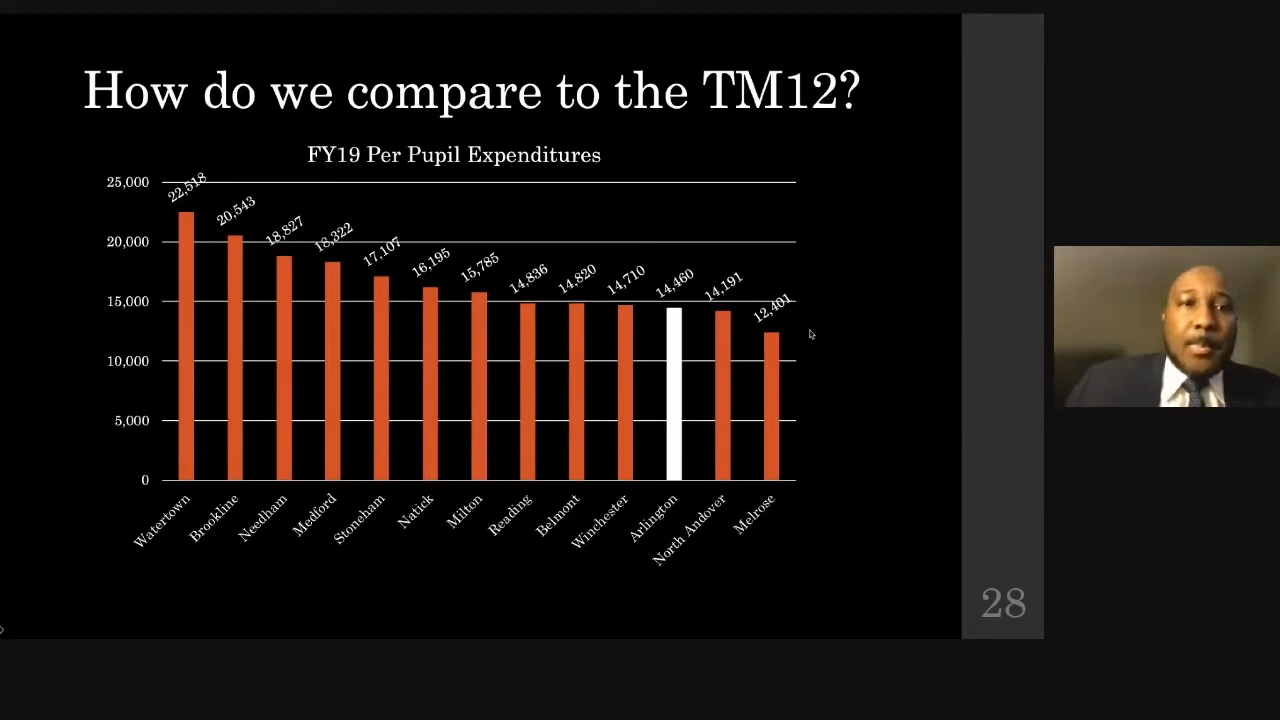 How do we compare to the TM12?
FY19 Per Pupil Expenditures
25,000
20,000
15,000
10,000
5,000
0
22,518
20,543
18,827
18,322
17,107
16,195
15,785
14,836
14,820
14,710
14,460
14,191
12,401
Watertown
Brookline
Needham
Medford
Stoneham
Natick
Milton
Reading
Belmont
Winchester
Arlington
North Andover
Melrose
28